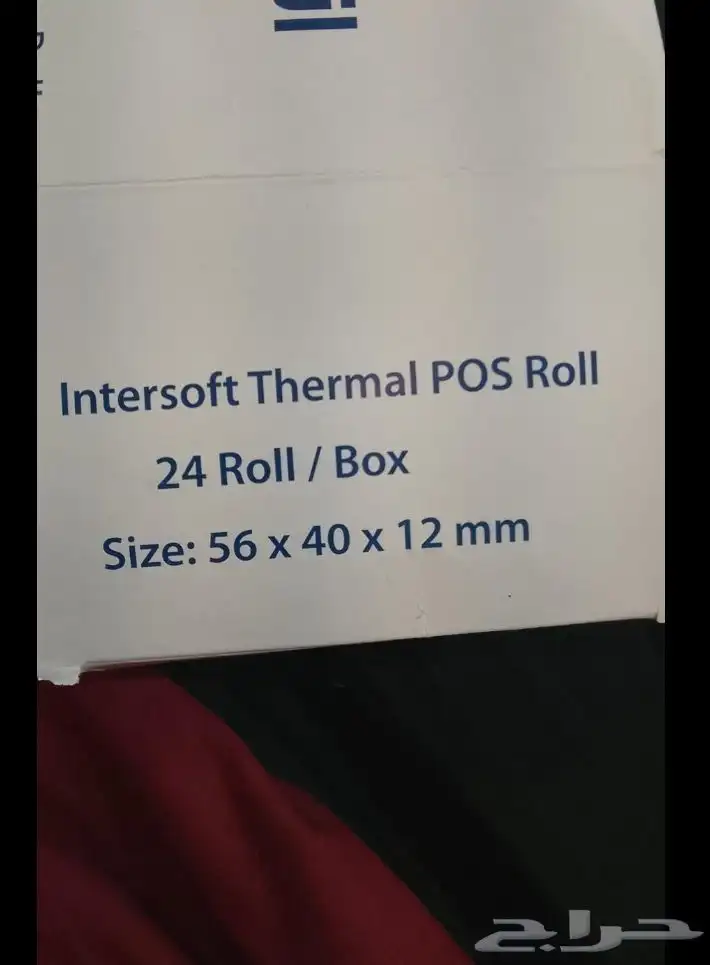 Intersoft Thermal POS Roll
24 Roll / Box
Size: 56 x 40 x 12 mm
حراج